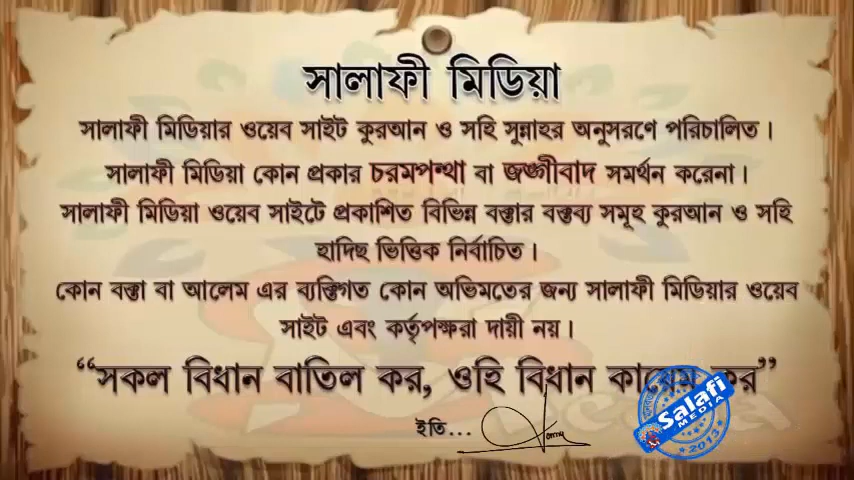 সালাফী মিডিয়া
সালাফী মিডিয়ার ওয়েব সাইট কুরআন ও সহি সুন্নাহর অনুসরণে পরিচালিত।
সালাফী মিডিয়া কোন প্রকার চরমপন্থা বা জঙ্গীবাদ সমর্থন করেনা।
সালাফী মিডিয়া ওয়েব সাইটে প্রকাশিত বিভিন্ন বক্তার বক্তব্য সমূহ কুরআন ও সহি
হাদিছ ভিত্তিক নির্বাচিত।
কোন বক্তা বা আলেম এর ব্যক্তিগত কোন অভিমতের জন্য সালাফী মিডিয়ার ওয়েব
সাইট এবং কর্তৃপক্ষরা দায়ী নয়।
“সকল বিধান বাতিল কর, ওহি বিধান কায়েম কর”
ইতি...
Salafi
MEDIA
2013